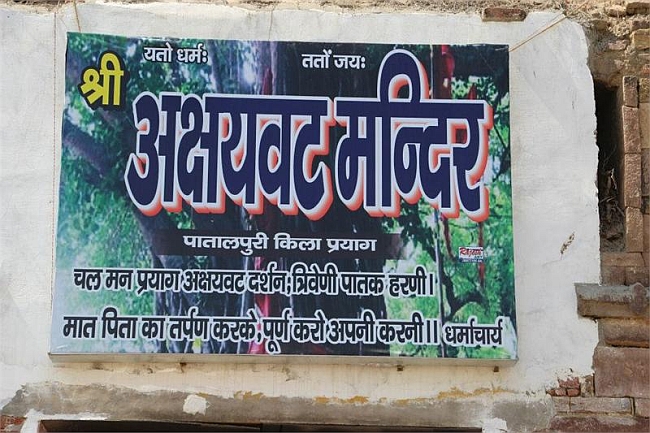 यतो धर्मः ततों जयः
श्री अक्षयवट मन्दिर
पातालपुरी किला प्रयाग
चल मन प्रयाग अक्षयवट दर्शन; त्रिवेणी पातक हरणी।
मात पिता का तर्पण करके; पूर्ण करो अपनी करनी।। धर्माचार्य